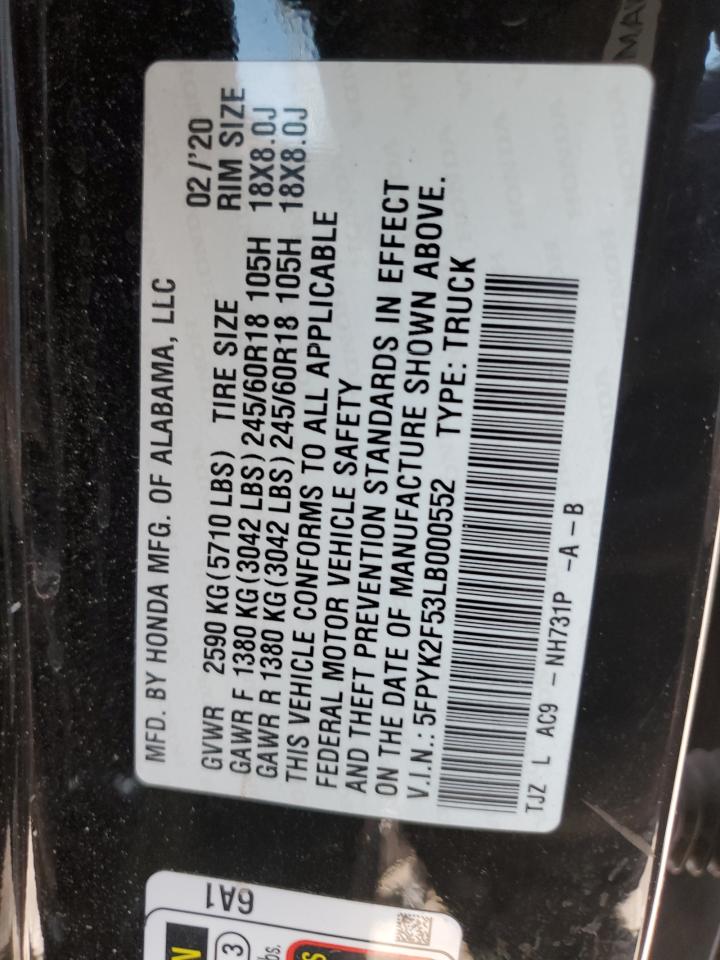 MFD. BY HONDA MFG. OF ALABAMA, LLC 02/'20
GVWR 2590 KG(5710 LBS) TIRE SIZE RIM SIZE
GAWR F 1380 KG(3042 LBS)245/60R18 105H 18X8.0J
GAWR R 1380 KG(3042 LBS)245/60R18 105H 18X8.0J
THIS VEHICLE CONFORMS TO ALL APPLICABLE
FEDERAL MOTOR VEHICLE SAFETY
AND THEFT PREVENTION STANDARDS IN EFFECT
ON THE DATE OF MANUFACTURE SHOWN ABOVE.
V.I.N.: 5FPYK2F53LB000552 TYPE: TRUCK
TJZ L AC9 -NH731P -A-B
6A1
3